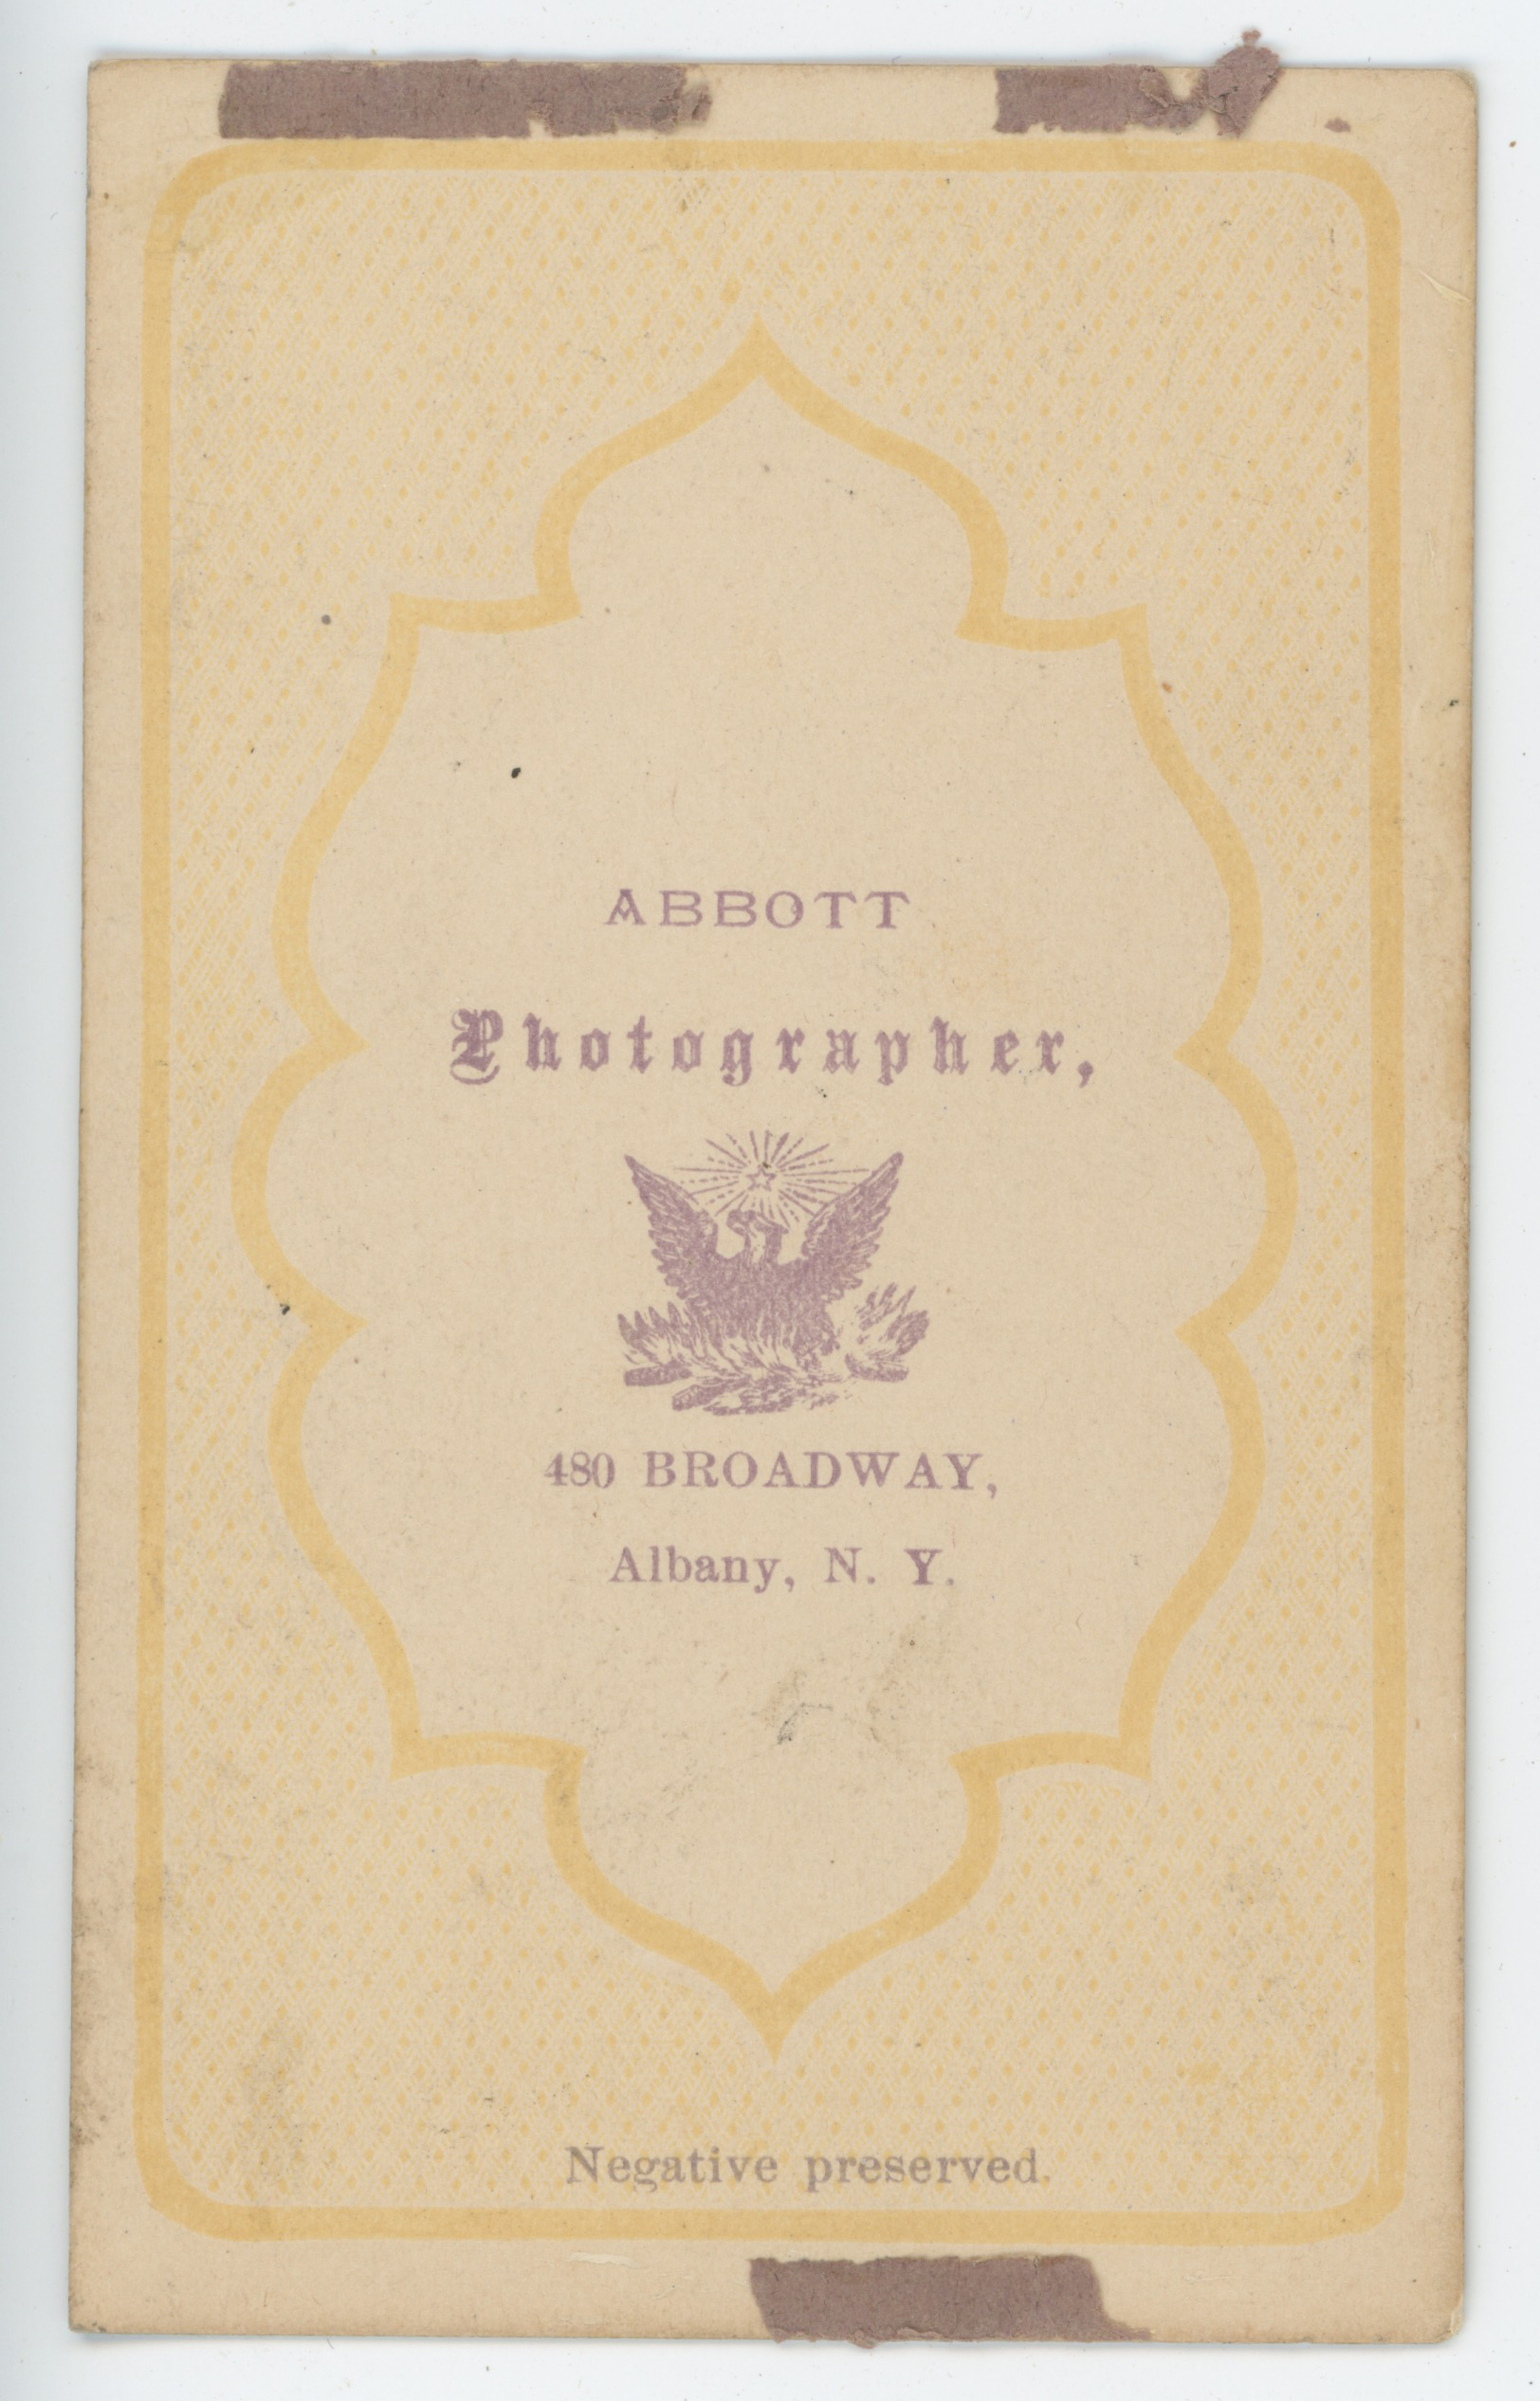 ABBOTT
Photographer,
480 BROADWAY,
Albany, N. Y.
Negative preserved.